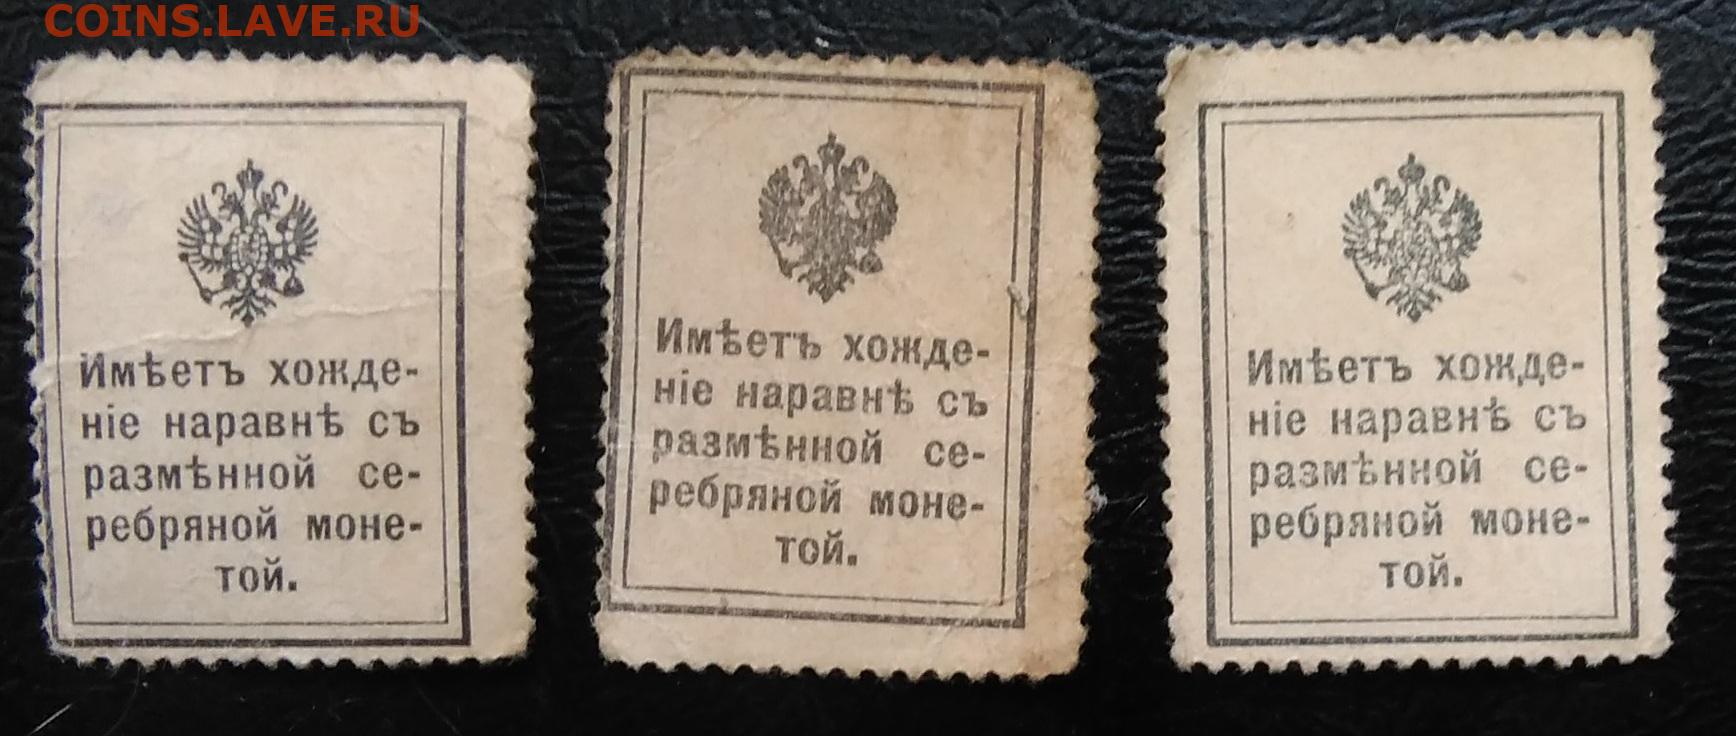 COINS.LAVE.RU
Имѣетъ хожде-
ніе наравнѣ съ
размѣнной се-
ребряной моне-
той.
Имѣетъ хожде-
ніе наравнѣ съ
размѣнной се-
ребряной моне-
той.
Имѣетъ хожде-
ніе наравнѣ съ
размѣнной се-
ребряной моне-
той.